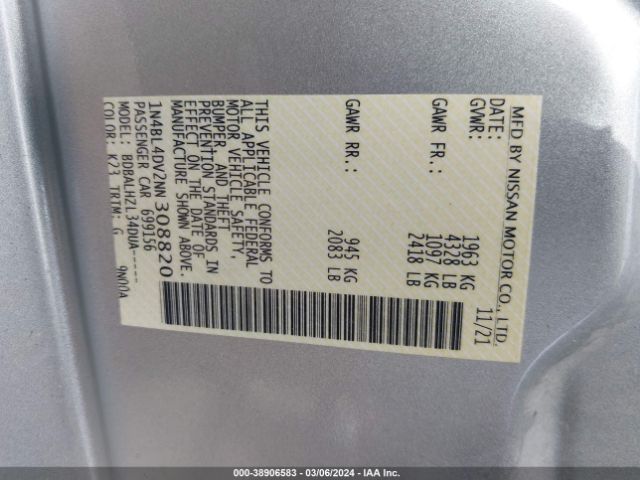 MFD BY NISSAN MOTOR CO., LTD.
DATE: 11/21
GVWR: 1963 KG
4328 LB
GAWR FR: 1097 KG
2418 LB
GAWR RR: 945 KG
2083 LB
THIS VEHICLE CONFORMS TO
ALL APPLICABLE FEDERAL
MOTOR VEHICLE SAFETY,
BUMPER, AND THEFT
PREVENTION STANDARDS IN
EFFECT ON THE DATE OF
MANUFACTURE SHOWN ABOVE.
1N4BL4DV2NN308820
PASSENGER CAR 699156
MODEL: BDBALHZL34DUA-----
COLOR: K23 TRIM: G 9N00A
000-38906583 / 03/06/2024 - IAA Inc.